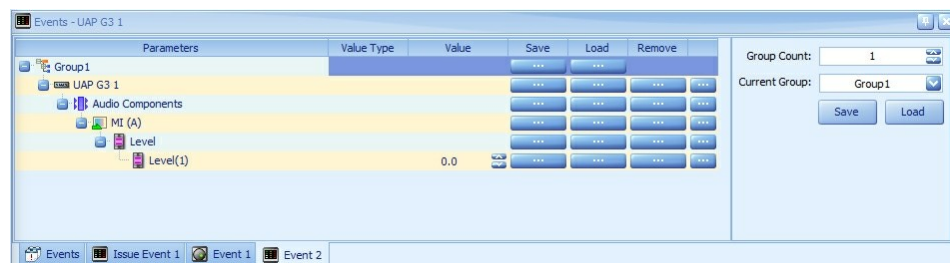 Events - UAP G3 1
Parameters Value Type Value Save Load Remove
Group1 ... ...
UAP G3 1 ... ... ... ...
Audio Components ... ... ... ...
MI (A) ... ... ... ...
Level ... ... ... ...
Level(1) 0.0 ... ... ... ...
Group Count: 1
Current Group: Group1
Save Load
Events Issue Event 1 Event 1 Event 2